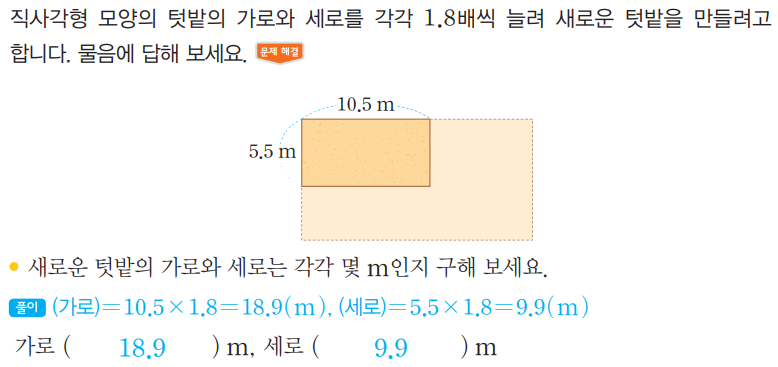 직사각형 모양의 텃밭의 가로와 세로를 각각 1.8배씩 늘려 새로운 텃밭을 만들려고
합니다. 물음에 답해 보세요. 문제 해결
10.5 m
5.5 m
● 새로운 텃밭의 가로와 세로는 각각 몇 m인지 구해 보세요.
풀이 (가로)=10.5×1.8=18.9(m), (세로)=5.5×1.8=9.9(m)
가로 ( 18.9 ) m, 세로 ( 9.9 ) m